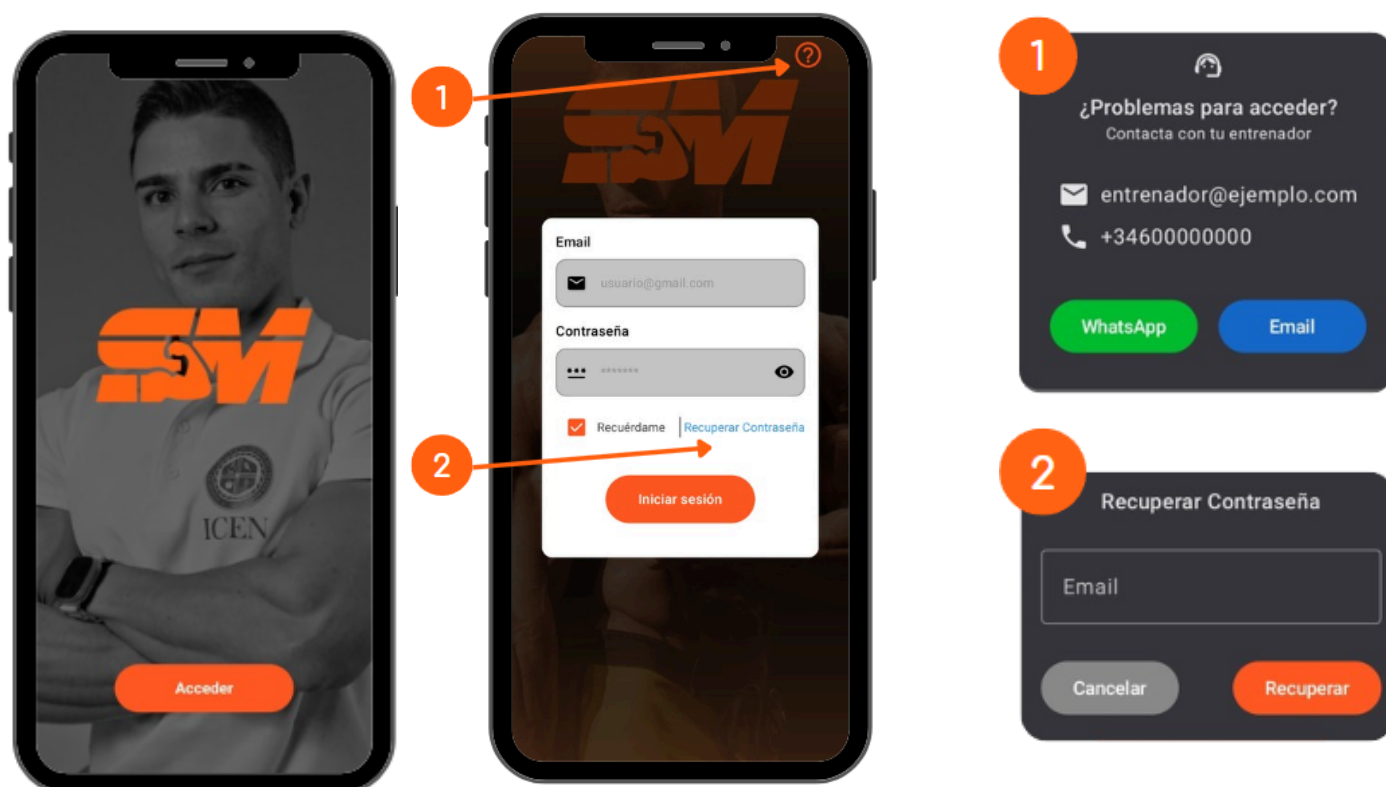 SM
ICEN
Acceder
1
2
?
SM
Email
usuario@gmail.com
Contraseña
*******
Recuérdame
Recuperar Contraseña
Iniciar sesión
1
¿Problemas para acceder?
Contacta con tu entrenador
entrenador@ejemplo.com
+34600000000
WhatsApp
Email
2
Recuperar Contraseña
Email
Cancelar
Recuperar